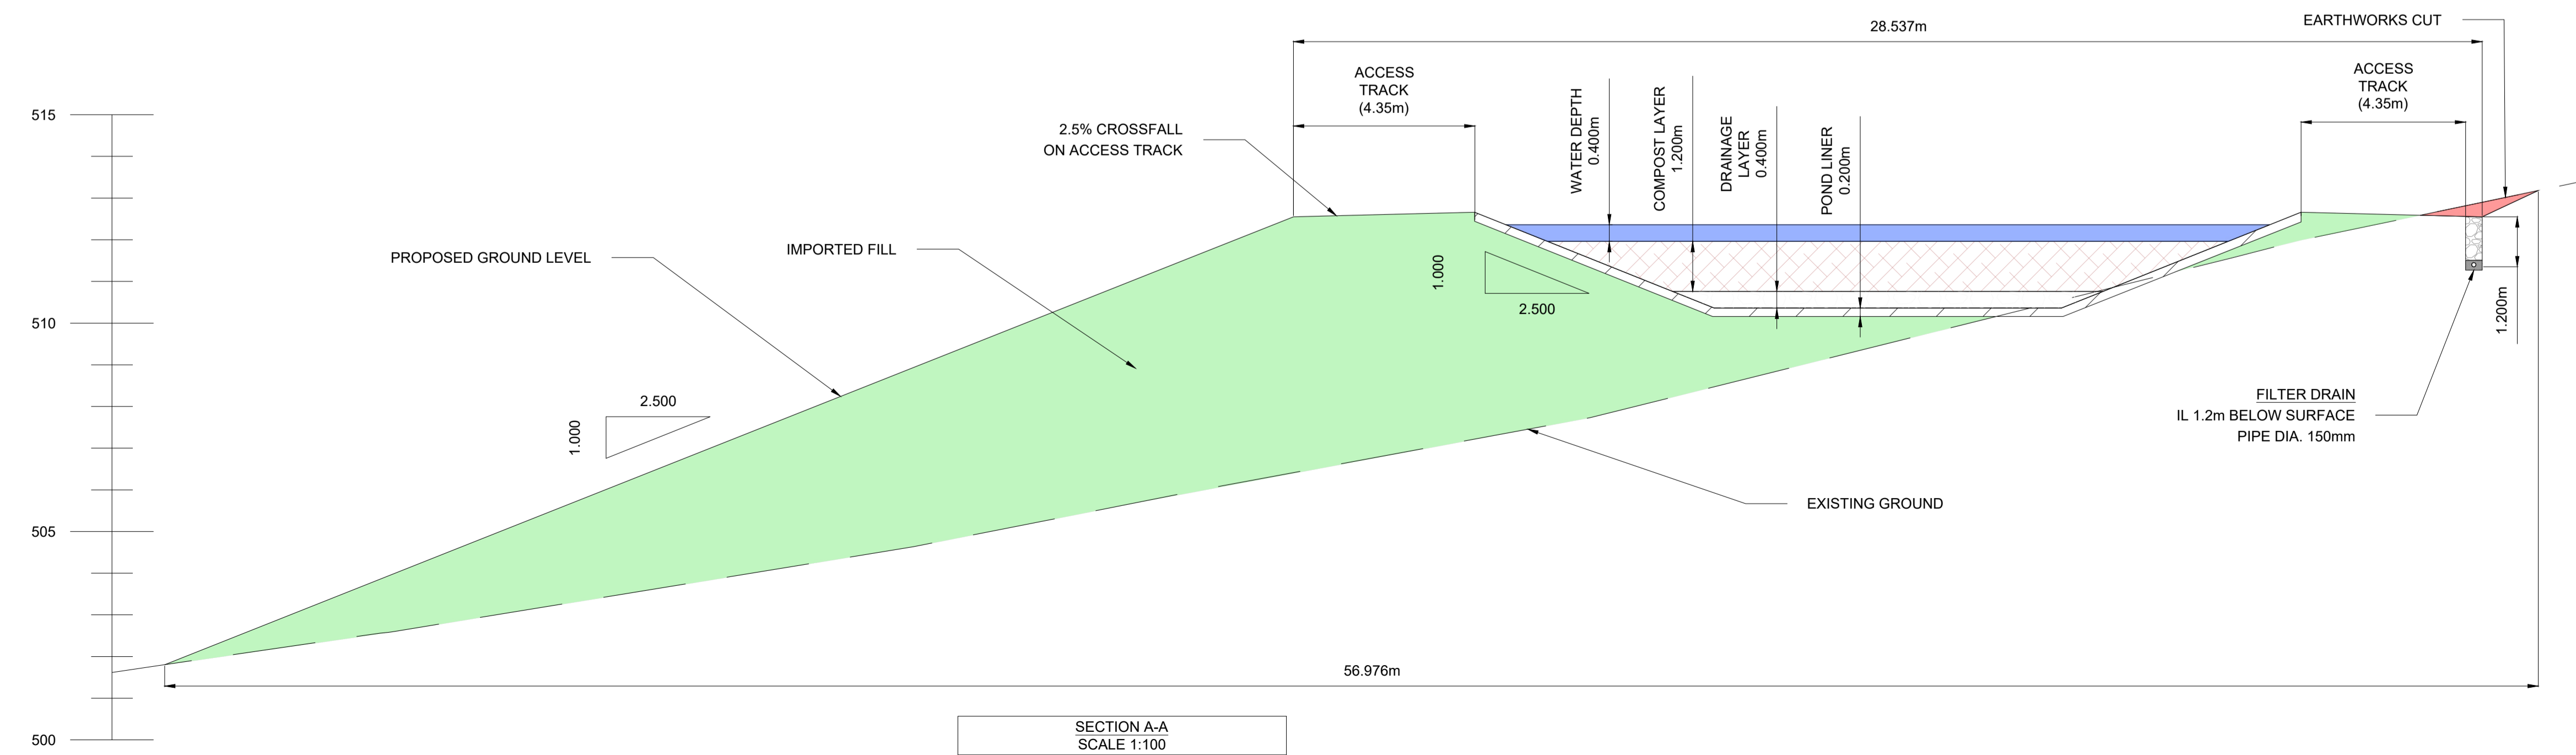 28.537m
EARTHWORKS CUT
ACCESS
TRACK
(4.35m)
ACCESS
TRACK
(4.35m)
515
2.5% CROSSFALL
ON ACCESS TRACK
WATER DEPTH
0.400m
COMPOST LAYER
1.200m
DRAINAGE
LAYER
0.400m
POND LINER
0.200m
PROPOSED GROUND LEVEL
IMPORTED FILL
1.000
2.500
510
1.200m
2.500
1.000
FILTER DRAIN
IL 1.2m BELOW SURFACE
PIPE DIA. 150mm
EXISTING GROUND
505
56.976m
SECTION A-A
SCALE 1:100
500